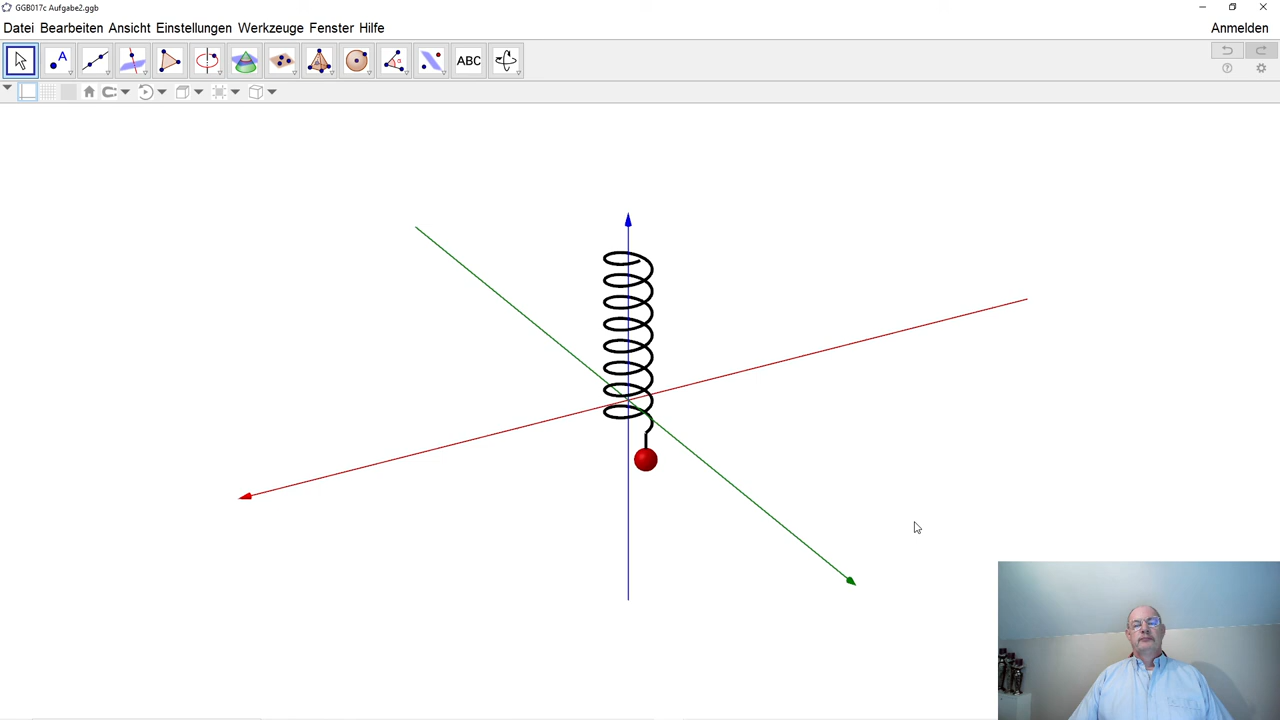 GGB017c Aufgabe2.ggb
Datei Bearbeiten Ansicht Einstellungen Werkzeuge Fenster Hilfe
Anmelden
A
ABC